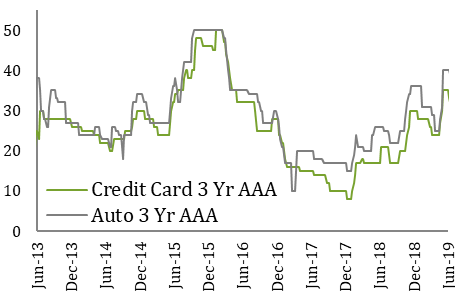 50
40
30
20
10
0
Credit Card 3 Yr AAA
Auto 3 Yr AAA
Jun-13
Dec-13
Jun-14
Dec-14
Jun-15
Dec-15
Jun-16
Dec-16
Jun-17
Dec-17
Jun-18
Dec-18
Jun-19